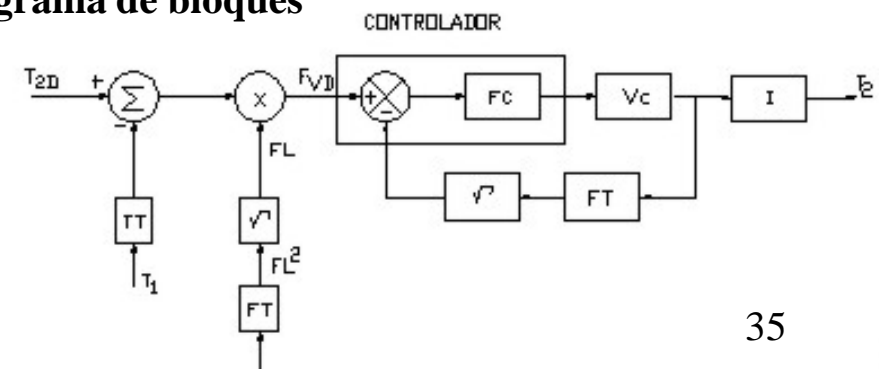 grama de bloques
CONTROLADOR
T2D + Σ - x FVD + - FC Vc I T2
FL
TT √ √ FT
FL²
T1
FT
35